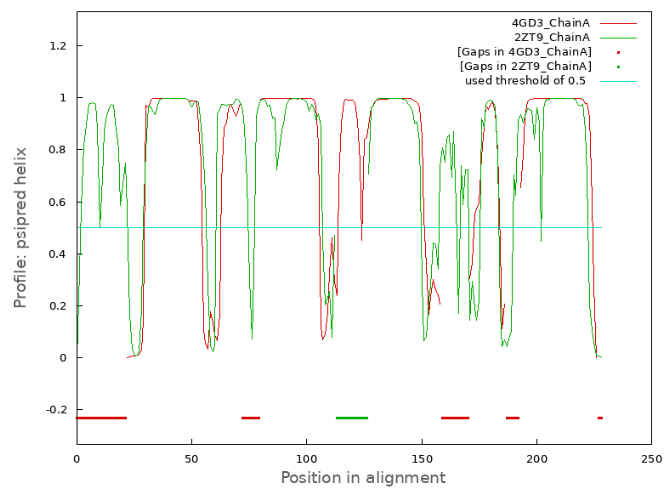 4GD3_ChainA
2ZT9_ChainA
[Gaps in 4GD3_ChainA]
[Gaps in 2ZT9_ChainA]
used threshold of 0.5
1.2
1
0.8
0.6
0.4
0.2
0
-0.2
Profile: psipred helix
0 50 100 150 200 250
Position in alignment